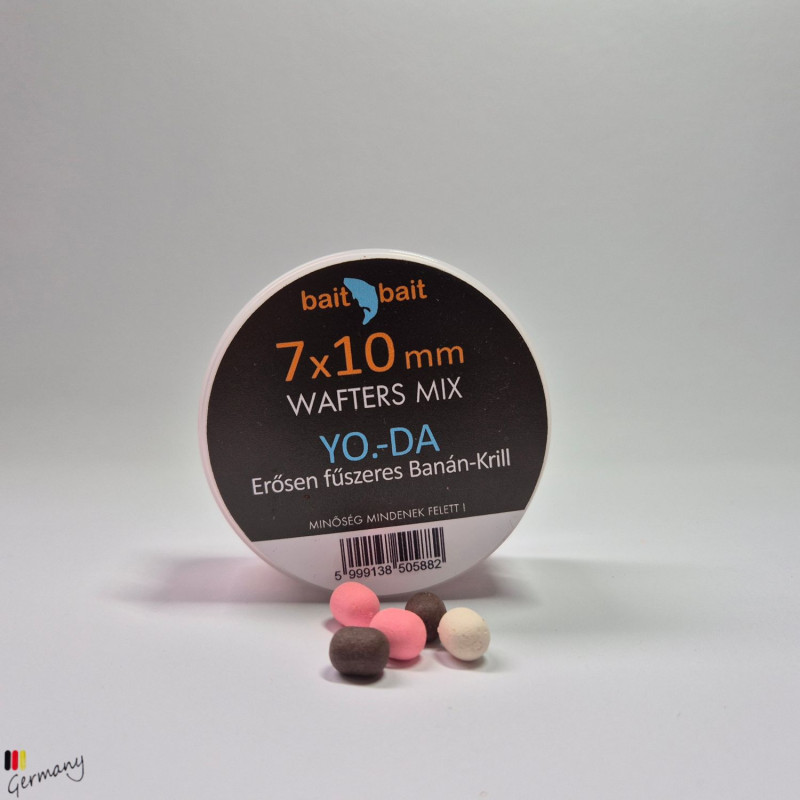 bait bait
7x10 mm
WAFTERS MIX
YO.-DA
Erősen fűszeres Banán-Krill
MINŐSÉG MINDENEK FELETT !
5 999138 505882
Germany